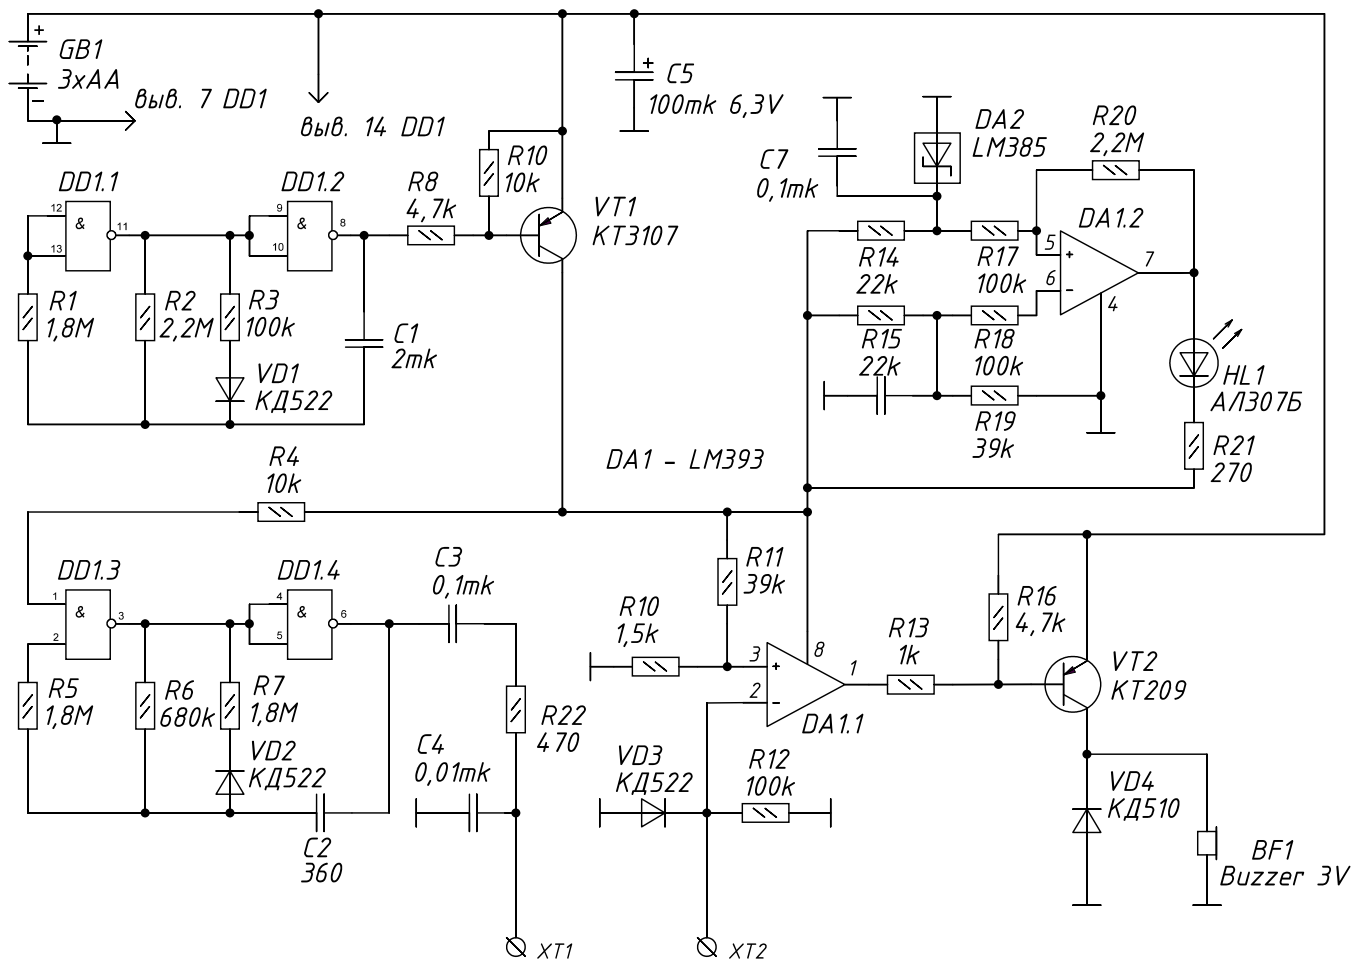 +
GB1
3xAA
−
выв. 7 DD1
выв. 14 DD1
+
C5
100mk 6,3V
DD1.1
12
&
11
13
R1
1,8M
R2
2,2M
R3
100k
VD1
КД522
DD1.2
9
&
8
10
C1
2mk
R8
4,7k
R10
10k
VT1
КТ3107
C7
0,1mk
DA2
LM385
R20
2,2M
R14
22k
R17
100k
DA1.2
5
+
6
−
7
4
R15
22k
R18
100k
R19
39k
HL1
АЛ307Б
R21
270
DA1 - LM393
R4
10k
DD1.3
1
&
3
2
R5
1,8M
R6
680k
R7
1,8M
VD2
КД522
DD1.4
4
&
6
5
C2
360
C3
0,1mk
C4
0,01mk
R22
470
XT1
R10
1,5k
R11
39k
3
+
8
1
2
−
DA1.1
VD3
КД522
R12
100k
XT2
R13
1k
R16
4,7k
VT2
КТ209
VD4
КД510
BF1
Buzzer 3V